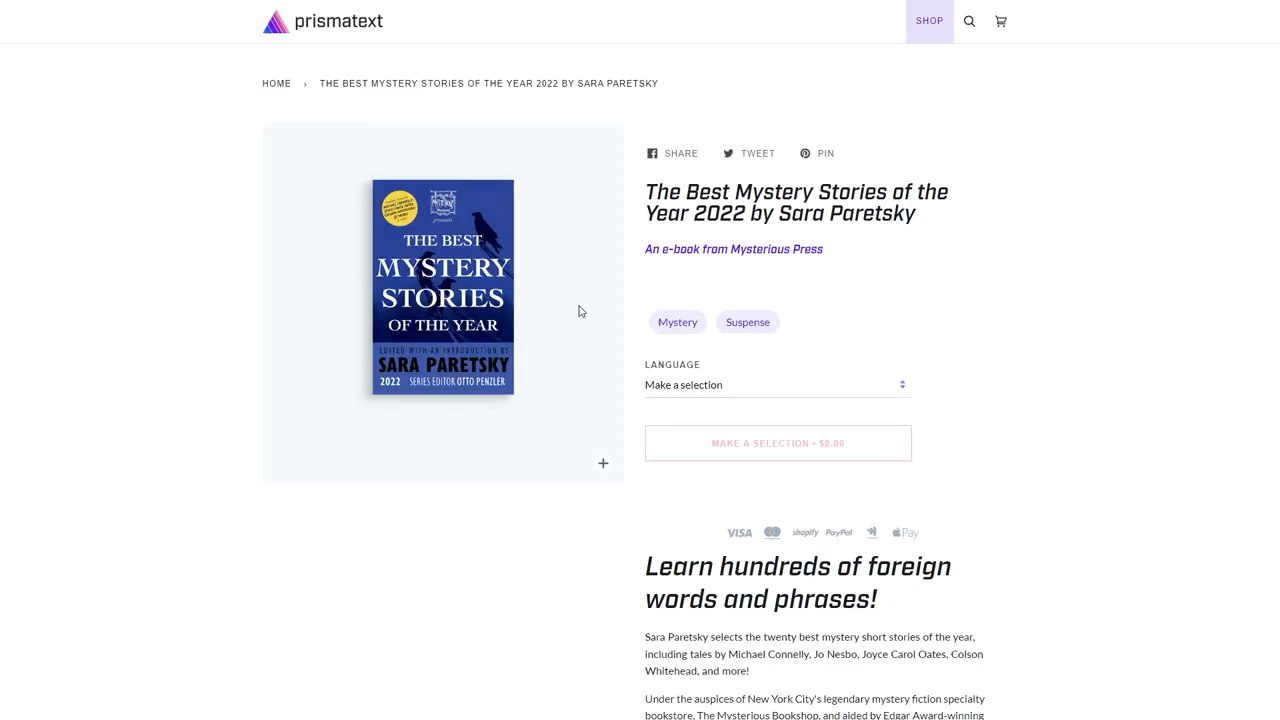 prismatext
SHOP
HOME › THE BEST MYSTERY STORIES OF THE YEAR 2022 BY SARA PARETSKY
SHARE TWEET PIN
The Best Mystery Stories of the
Year 2022 by Sara Paretsky
An e-book from Mysterious Press
presents
THE BEST
MYSTERY
STORIES
OF THE YEAR
EDITED WITH AN INTRODUCTION BY
SARA PARETSKY
2022 SERIES EDITOR OTTO PENZLER
Mystery Suspense
LANGUAGE
Make a selection
MAKE A SELECTION • $0.00
VISA shopify PayPal Pay
Learn hundreds of foreign
words and phrases!
Sara Paretsky selects the twenty best mystery short stories of the year,
including tales by Michael Connelly, Jo Nesbo, Joyce Carol Oates, Colson
Whitehead, and more!
Under the auspices of New York City's legendary mystery fiction specialty
bookstore, The Mysterious Bookshop, and aided by Edgar Award-winning